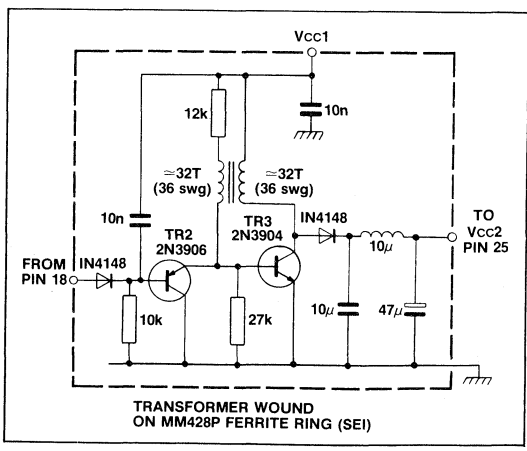 Vcc1
10n
12k
≃32T
(36 swg)
≃32T
(36 swg)
10n
TR2
2N3906
TR3
2N3904
IN4148
10μ
TO
Vcc2
PIN 25
FROM
PIN 18
IN4148
10k
27k
10μ
47μ
TRANSFORMER WOUND
ON MM428P FERRITE RING (SEI)